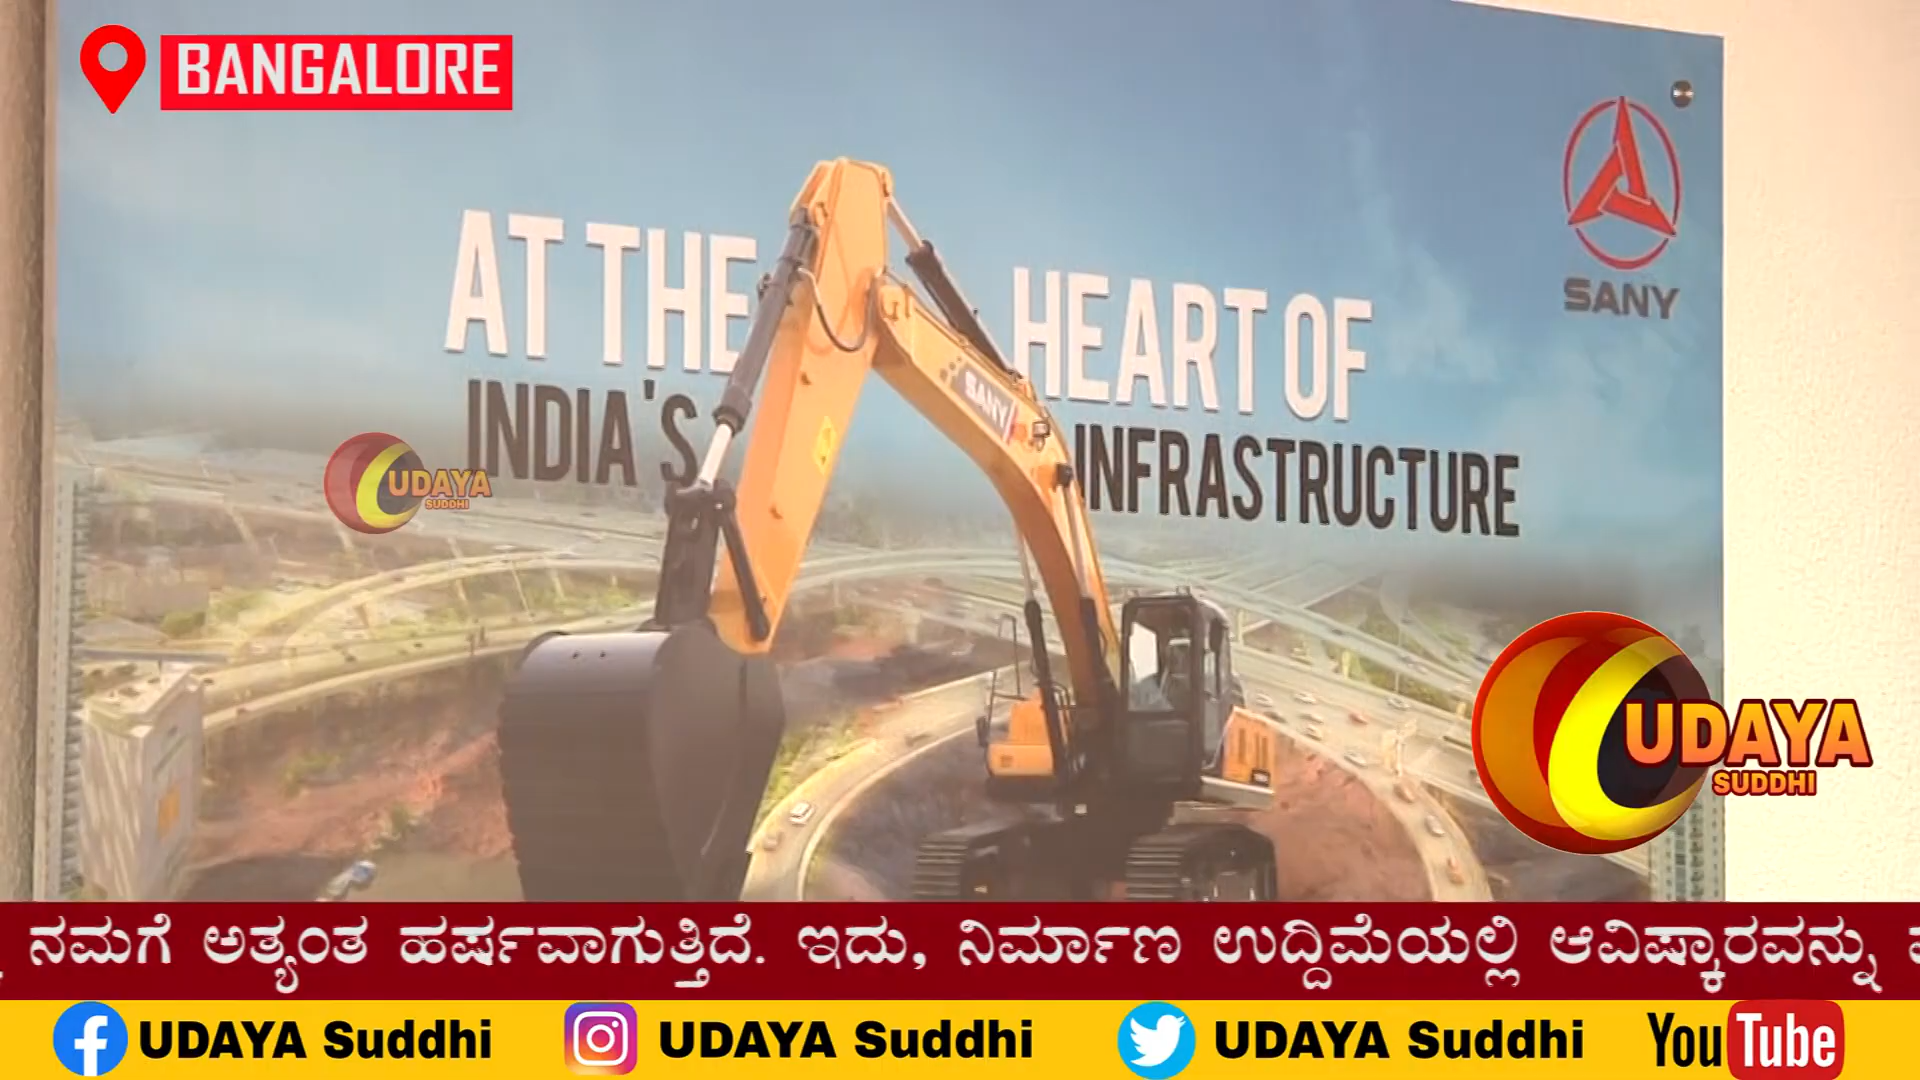 BANGALORE
SANY
AT THE HEART OF
INDIA'S INFRASTRUCTURE
SANY
UDAYA
SUDDHI
UDAYA
SUDDHI
ನಮಗೆ ಅತ್ಯಂತ ಹರ್ಷವಾಗುತ್ತಿದೆ. ಇದು, ನಿರ್ಮಾಣ ಉದ್ದಿಮೆಯಲ್ಲಿ ಆವಿಷ್ಕಾರವನ್ನು
UDAYA Suddhi UDAYA Suddhi UDAYA Suddhi YouTube